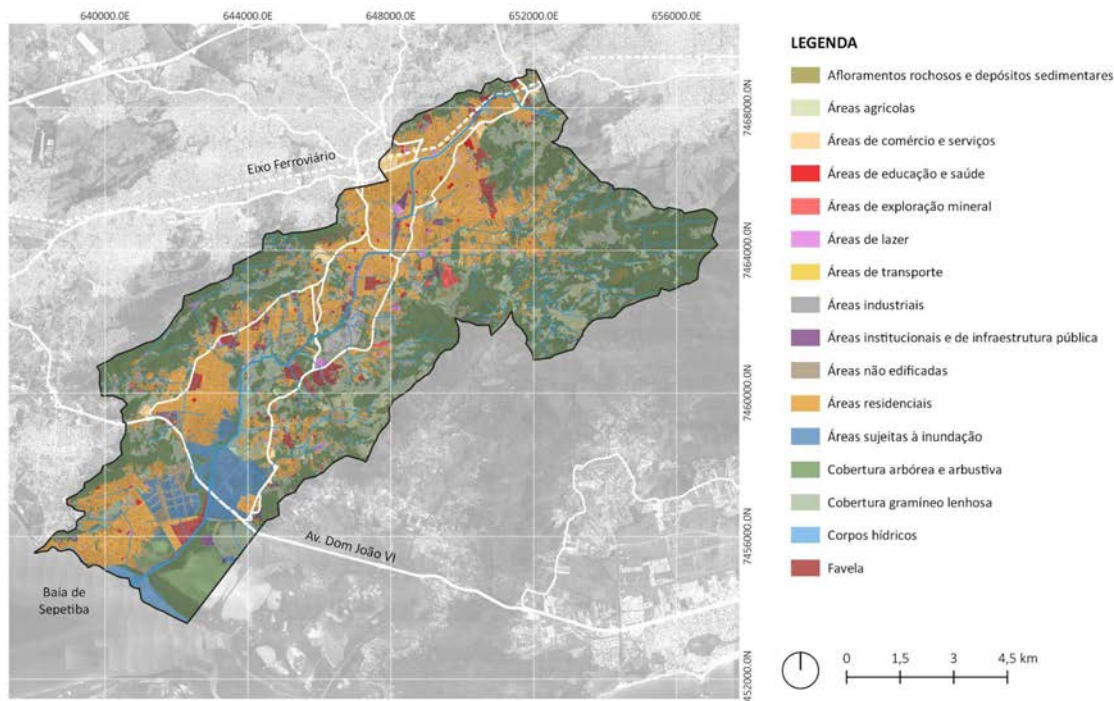 640000.0E
644000.0E
648000.0E
652000.0E
656000.0E
7468000.0N
7464000.0N
7460000.0N
7456000.0N
452000.0N
Eixo Ferroviário
Av. Dom João VI
Baia de
Sepetiba
LEGENDA
Afloramentos rochosos e depósitos sedimentares
Áreas agrícolas
Áreas de comércio e serviços
Áreas de educação e saúde
Áreas de exploração mineral
Áreas de lazer
Áreas de transporte
Áreas industriais
Áreas institucionais e de infraestrutura pública
Áreas não edificadas
Áreas residenciais
Áreas sujeitas à inundação
Cobertura arbórea e arbustiva
Cobertura gramíneo lenhosa
Corpos hídricos
Favela
0 1,5 3 4,5 km